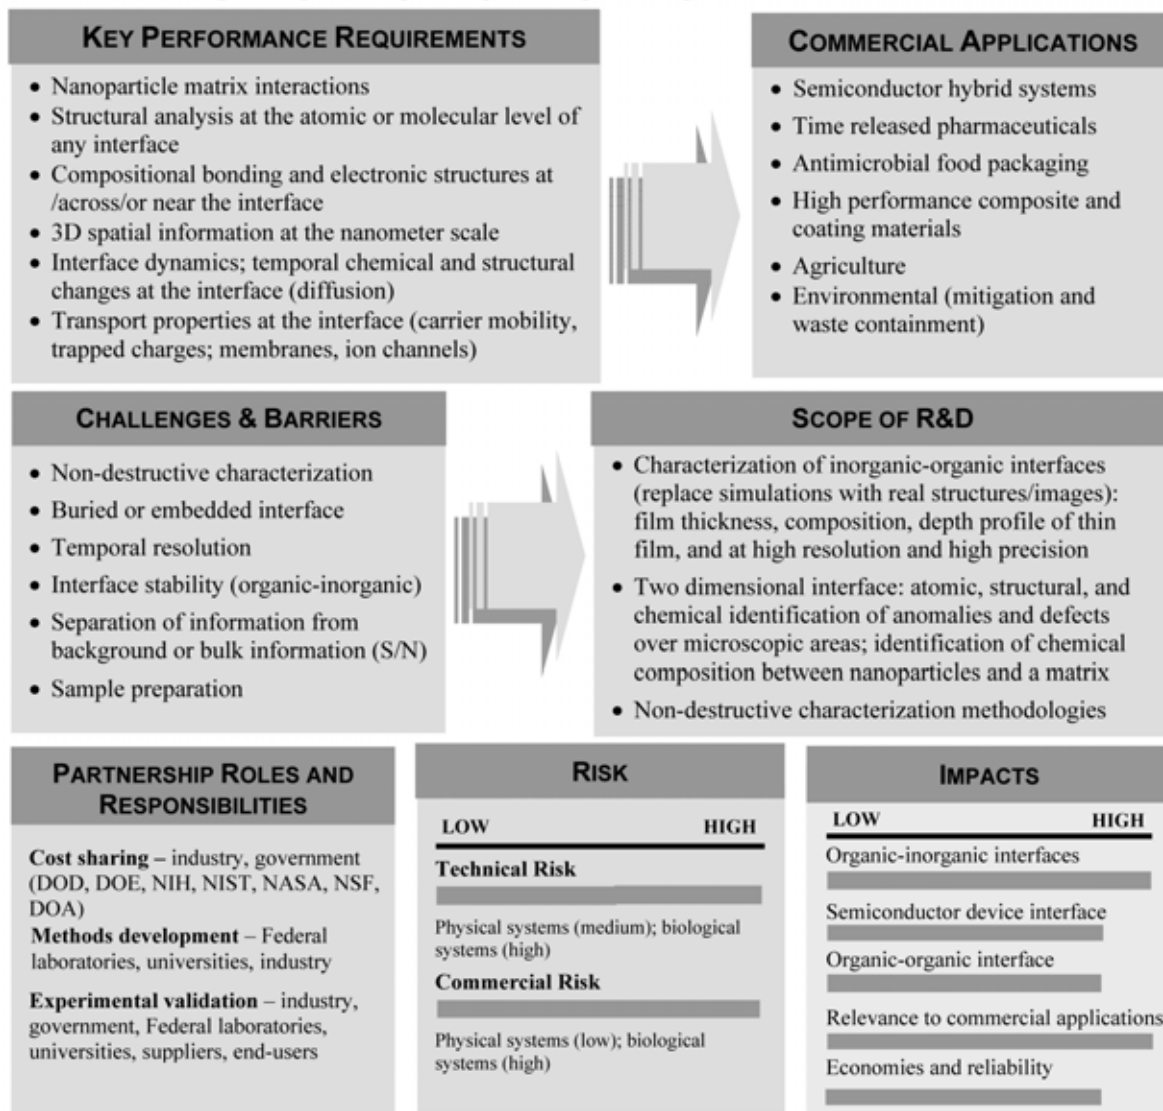 KEY PERFORMANCE REQUIREMENTS
• Nanoparticle matrix interactions
• Structural analysis at the atomic or molecular level of
any interface
• Compositional bonding and electronic structures at
/across/or near the interface
• 3D spatial information at the nanometer scale
• Interface dynamics; temporal chemical and structural
changes at the interface (diffusion)
• Transport properties at the interface (carrier mobility,
trapped charges; membranes, ion channels)
COMMERCIAL APPLICATIONS
• Semiconductor hybrid systems
• Time released pharmaceuticals
• Antimicrobial food packaging
• High performance composite and
coating materials
• Agriculture
• Environmental (mitigation and
waste containment)
CHALLENGES & BARRIERS
• Non-destructive characterization
• Buried or embedded interface
• Temporal resolution
• Interface stability (organic-inorganic)
• Separation of information from
background or bulk information (S/N)
• Sample preparation
SCOPE OF R&D
• Characterization of inorganic-organic interfaces
(replace simulations with real structures/images):
film thickness, composition, depth profile of thin
film, and at high resolution and high precision
• Two dimensional interface: atomic, structural, and
chemical identification of anomalies and defects
over microscopic areas; identification of chemical
composition between nanoparticles and a matrix
• Non-destructive characterization methodologies
PARTNERSHIP ROLES AND
RESPONSIBILITIES
Cost sharing – industry, government
(DOD, DOE, NIH, NIST, NASA, NSF,
DOA)
Methods development – Federal
laboratories, universities, industry
Experimental validation – industry,
government, Federal laboratories,
universities, suppliers, end-users
RISK
LOW HIGH
Technical Risk
Physical systems (medium); biological
systems (high)
Commercial Risk
Physical systems (low); biological
systems (high)
IMPACTS
LOW HIGH
Organic-inorganic interfaces
Semiconductor device interface
Organic-organic interface
Relevance to commercial applications
Economies and reliability